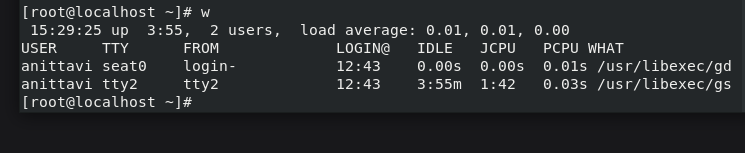 [root@localhost ~]# w
 15:29:25 up  3:55,  2 users,  load average: 0.01, 0.01, 0.00
USER     TTY      FROM             LOGIN@   IDLE   JCPU   PCPU WHAT
anittavi seat0    login-           12:43    0.00s  0.00s  0.01s /usr/libexec/gd
anittavi tty2     tty2             12:43    3:55m  1:42   0.03s /usr/libexec/gs
[root@localhost ~]#